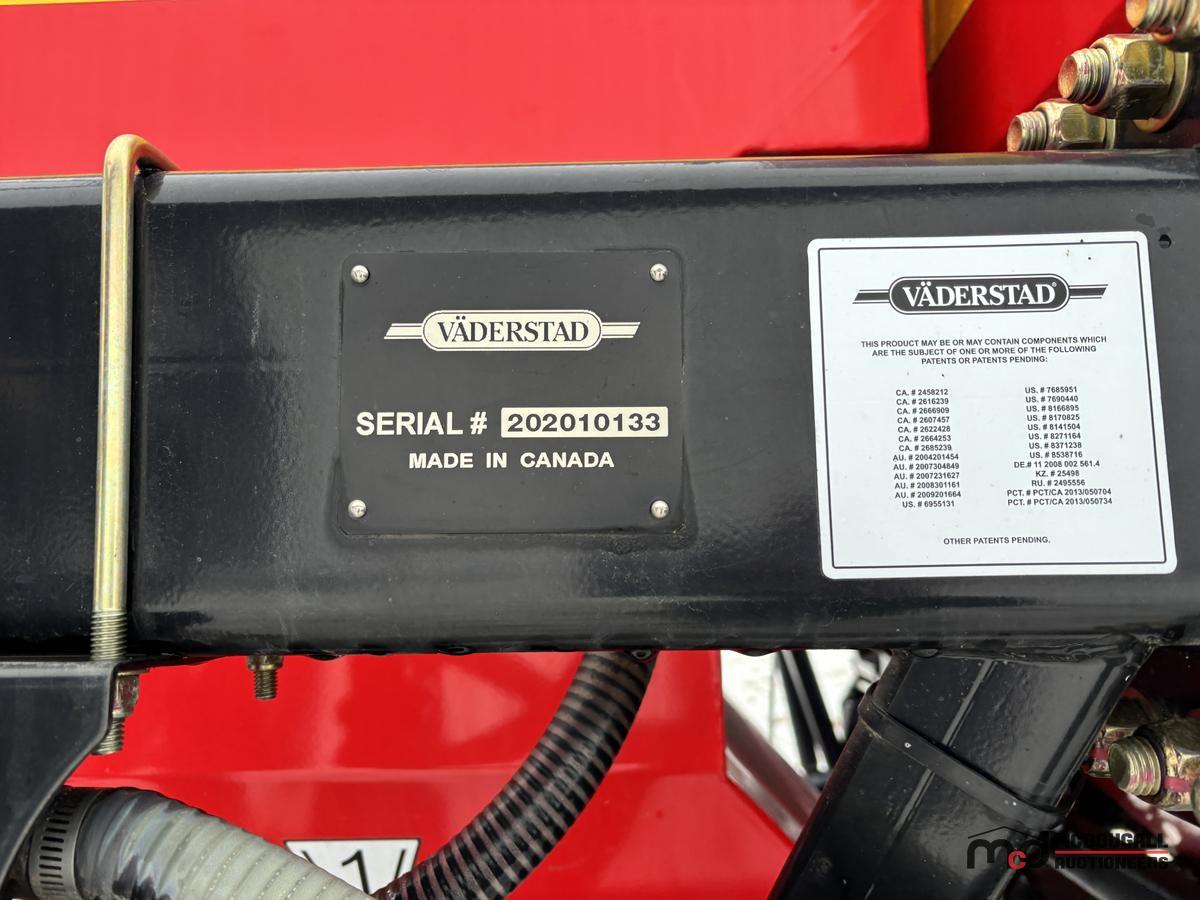 VÄDERSTAD
SERIAL # 202010133
MADE IN CANADA
VÄDERSTAD®
THIS PRODUCT MAY BE OR MAY CONTAIN COMPONENTS WHICH
ARE THE SUBJECT OF ONE OR MORE OF THE FOLLOWING
PATENTS OR PATENTS PENDING:
CA. # 2458212
CA. # 2616239
CA. # 2666909
CA. # 2607457
CA. # 2622428
CA. # 2664253
CA. # 2685239
AU. # 2004201454
AU. # 2007304849
AU. # 2007231627
AU. # 2008301161
AU. # 2009201664
US. # 6955131
US. # 7685951
US. # 7690440
US. # 8166895
US. # 8170825
US. # 8141504
US. # 8271164
US. # 8371238
US. # 8538716
DE.# 11 2008 002 561.4
KZ. # 25498
RU. # 2495556
PCT. # PCT/CA 2013/050704
PCT. # PCT/CA 2013/050734
OTHER PATENTS PENDING.
1
mcd MCDOUGALL
AUCTIONEERS